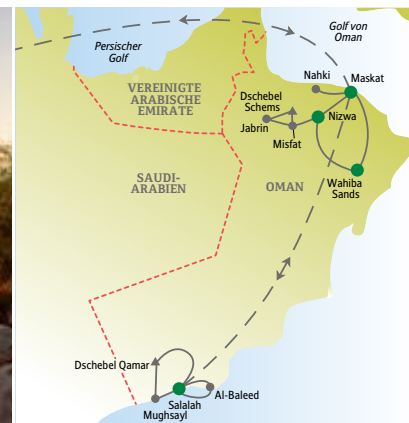 Persischer
Golf
Golf von
Oman
Nahki
Maskat
VEREINIGTE
ARABISCHE
EMIRATE
Dschebel
Schems
Nizwa
Jabrin
Misfat
SAUDI-
ARABIEN
OMAN
Wahiba
Sands
Dschebel Qamar
Al-Baleed
Salalah
Mughsayl